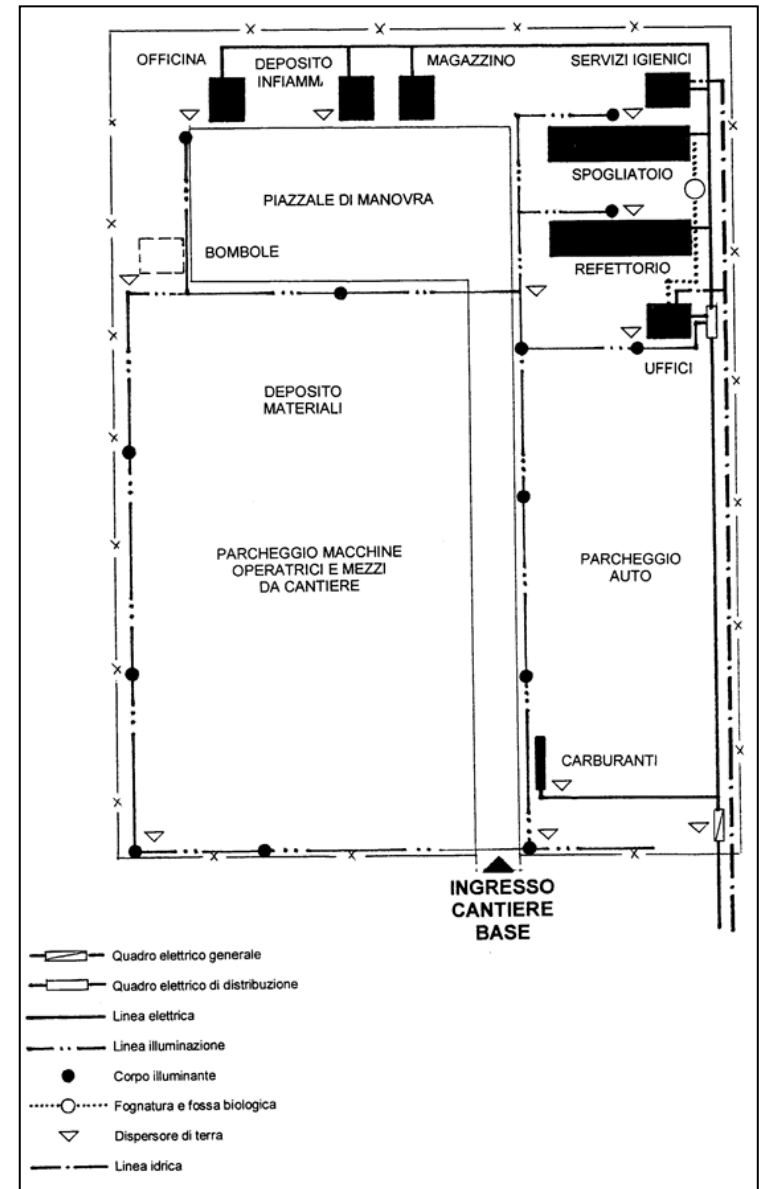 OFFICINA
DEPOSITO
INFIAMM.
MAGAZZINO
SERVIZI IGIENICI
SPOGLIATOIO
PIAZZALE DI MANOVRA
BOMBOLE
REFETTORIO
UFFICI
DEPOSITO
MATERIALI
PARCHEGGIO MACCHINE
OPERATRICI E MEZZI
DA CANTIERE
PARCHEGGIO
AUTO
CARBURANTI
INGRESSO
CANTIERE
BASE
Quadro elettrico generale
Quadro elettrico di distribuzione
Linea elettrica
Linea illuminazione
Corpo illuminante
Fognatura e fossa biologica
Dispersore di terra
Linea idrica